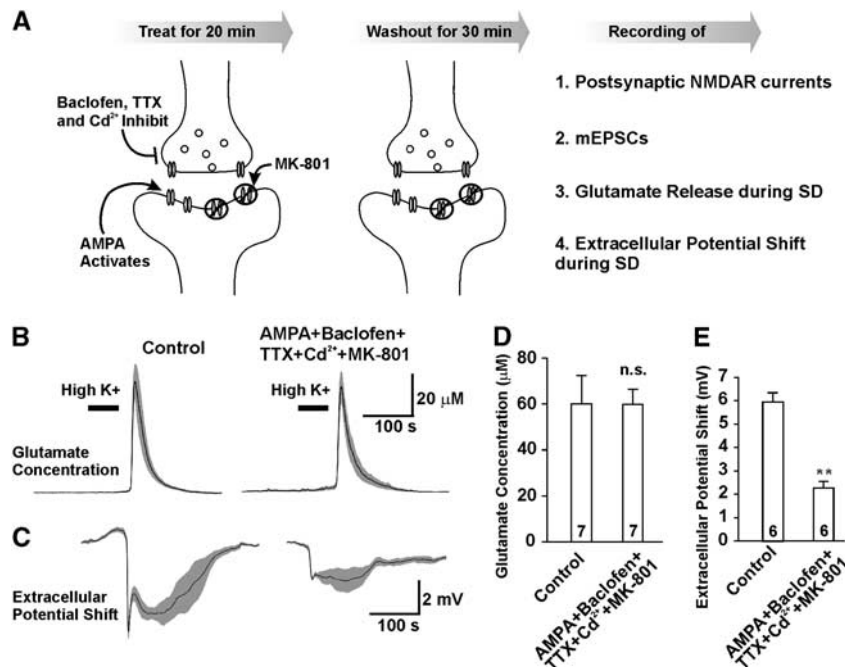 A
Treat for 20 min
Washout for 30 min
Recording of
Baclofen, TTX
and Cd²⁺ Inhibit
MK-801
AMPA
Activates
1. Postsynaptic NMDAR currents
2. mEPSCs
3. Glutamate Release during SD
4. Extracellular Potential Shift
during SD
B
Control
AMPA+Baclofen+
TTX+Cd²⁺+MK-801
High K+
High K+
20 μM
100 s
Glutamate
Concentration
C
Extracellular
Potential Shift
2 mV
100 s
D
Glutamate Concentration (μM)
80
60
40
20
0
n.s.
7
7
Control
AMPA+Baclofen+
TTX+Cd²⁺+MK-801
E
Extracellular Potential Shift (mV)
7
6
5
4
3
2
1
0
**
6
6
Control
AMPA+Baclofen+
TTX+Cd²⁺+MK-801